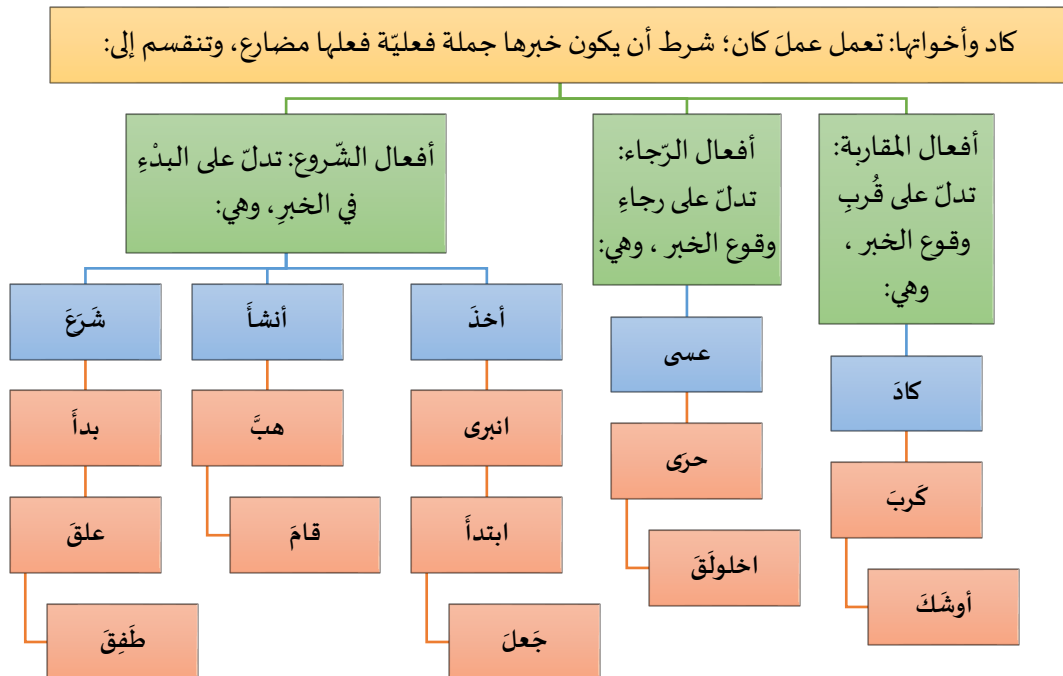 كاد وأخواتها: تعمل عملَ كان؛ شرط أن يكون خبرها جملة فعليّة فعلها مضارع، وتنقسم إلى:
أفعال المقاربة:
تدلّ على قُربِ
وقوع الخبر ،
وهي:
كادَ
كَربَ
أوشَكَ
أفعال الرّجاء:
تدلّ على رجاءِ
وقوع الخبر ، وهي:
عسى
حرَى
اخلولَقَ
أفعال الشّروع: تدلّ على البدْءِ
في الخبرِ، وهي:
أخذَ
انبرى
ابتدأَ
جَعلَ
أنشأَ
هبَّ
قامَ
شَرَعَ
بدأَ
علقَ
طَفِقَ